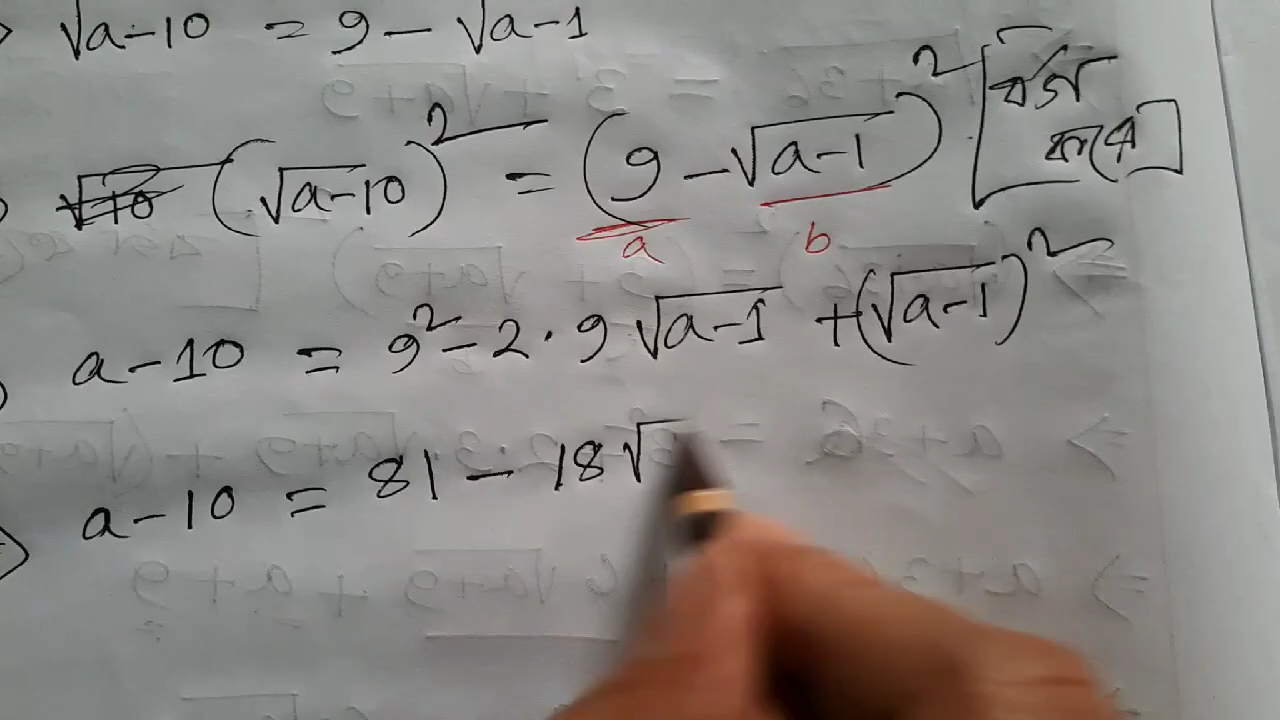 √a-10 = 9 - √a-1
(√a-10)² = (9 - √a-1)² [বর্গ করে]
a b
a-10 = 9² - 2·9√a-1 + (√a-1)²
a-10 = 81 - 18√